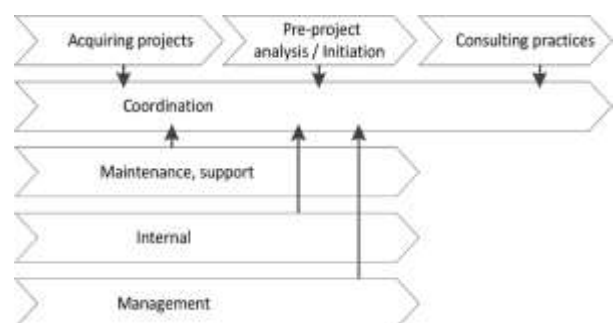 Acquiring projects
Pre-project
analysis / Initiation
Consulting practices
Coordination
Maintenance, support
Internal
Management